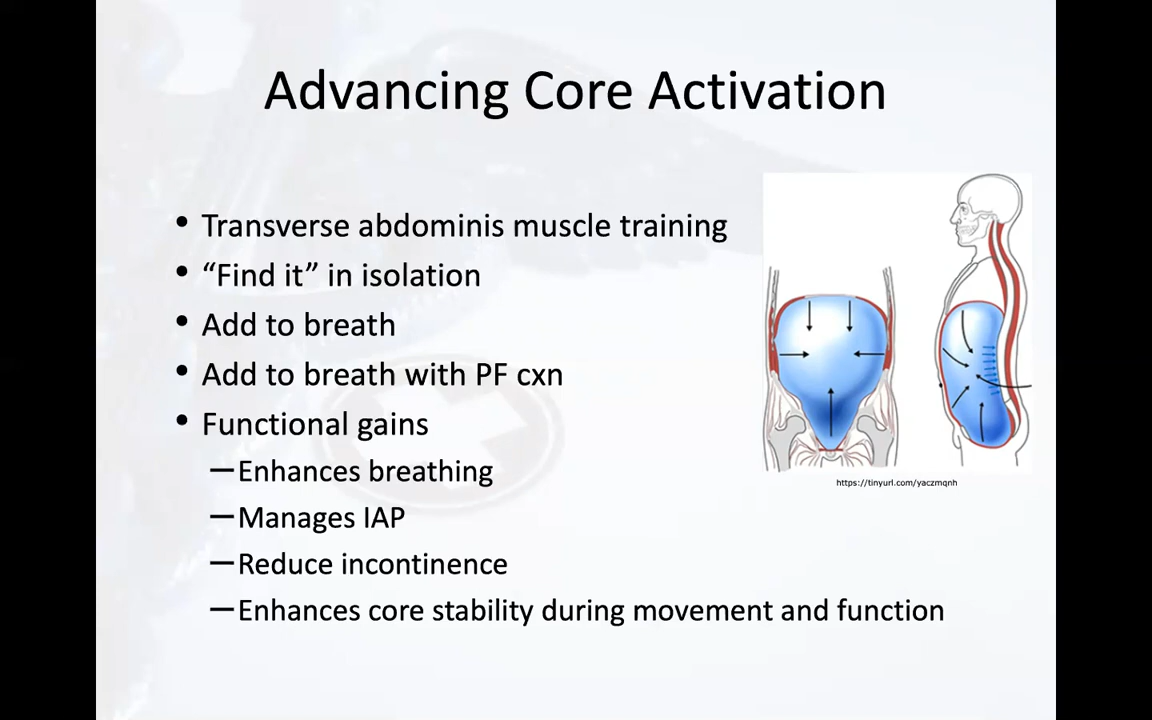 Advancing Core Activation
• Transverse abdominis muscle training
• “Find it” in isolation
• Add to breath
• Add to breath with PF cxn
• Functional gains
–Enhances breathing
–Manages IAP
–Reduce incontinence
–Enhances core stability during movement and function
https://tinyurl.com/yaczmqnh